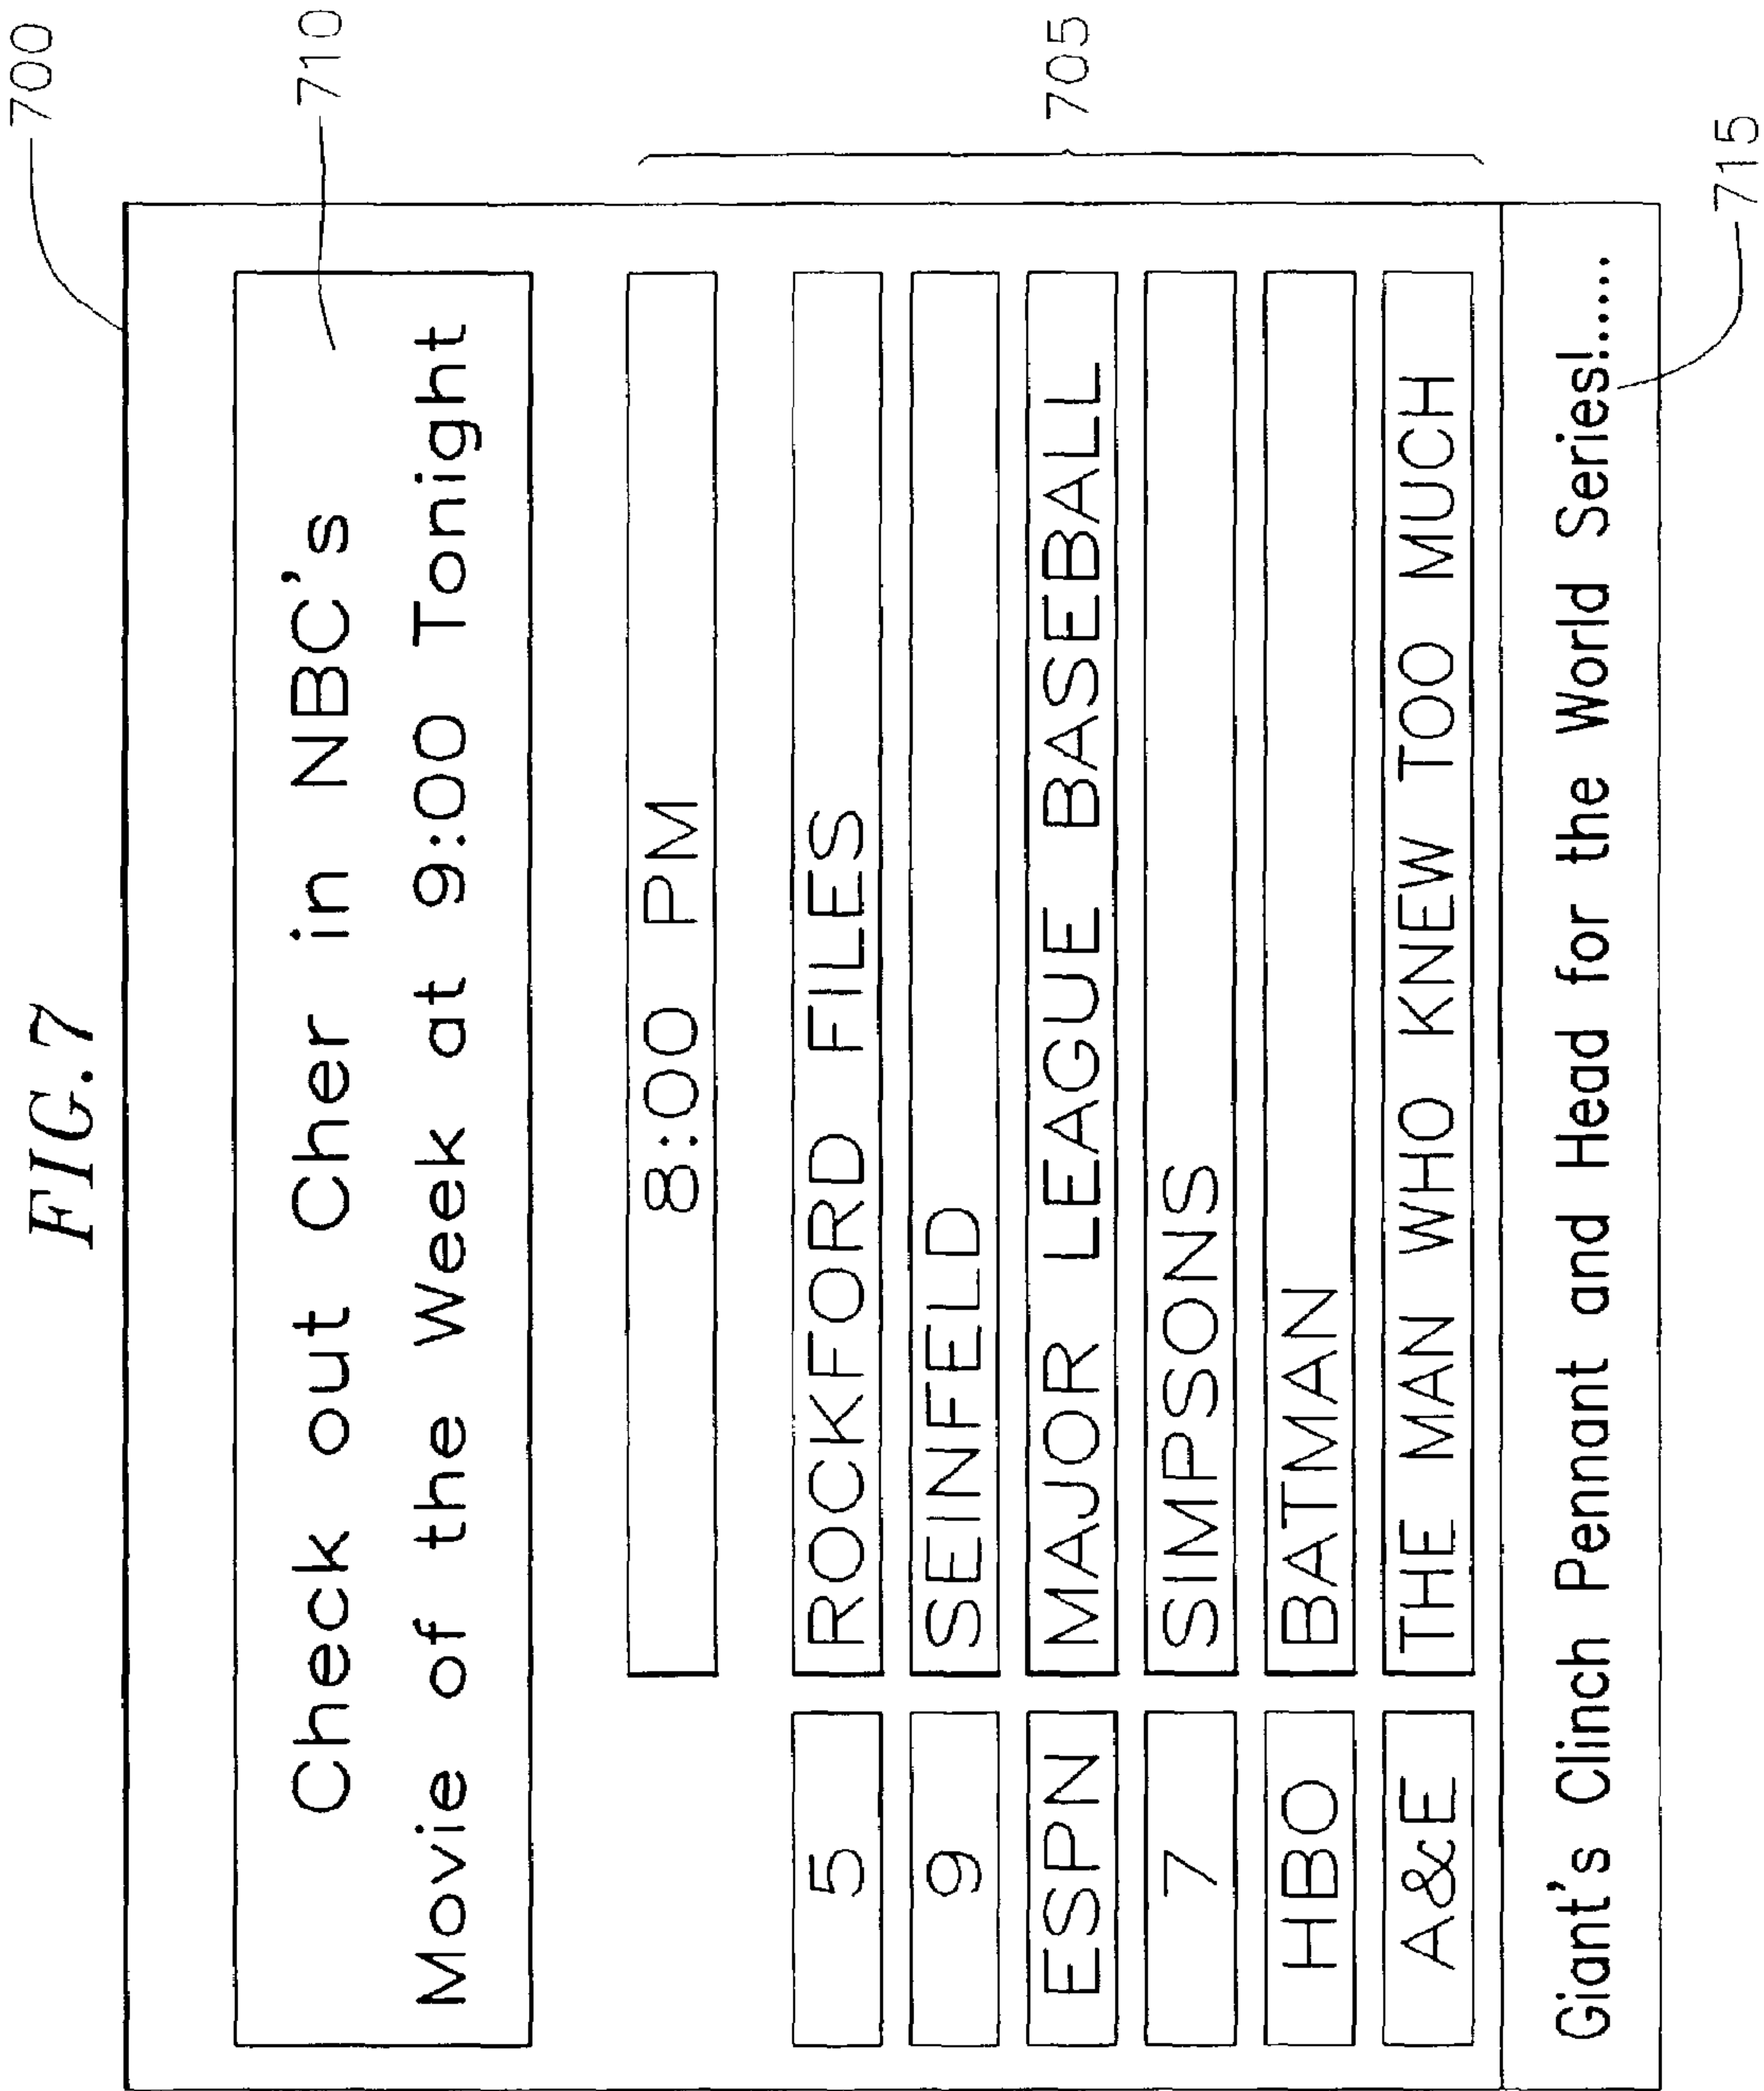 FIG. 7
700
Check out Cher in NBC's
710
Movie of the Week at 9:00 Tonight
8:00 PM
5 ROCKFORD FILES
9 SEINFELD
ESPN MAJOR LEAGUE BASEBALL
705
7 SIMPSONS
HBO BATMAN
A&E THE MAN WHO KNEW TOO MUCH
Giant's Clinch Pennant and Head for the World Series!.....
715